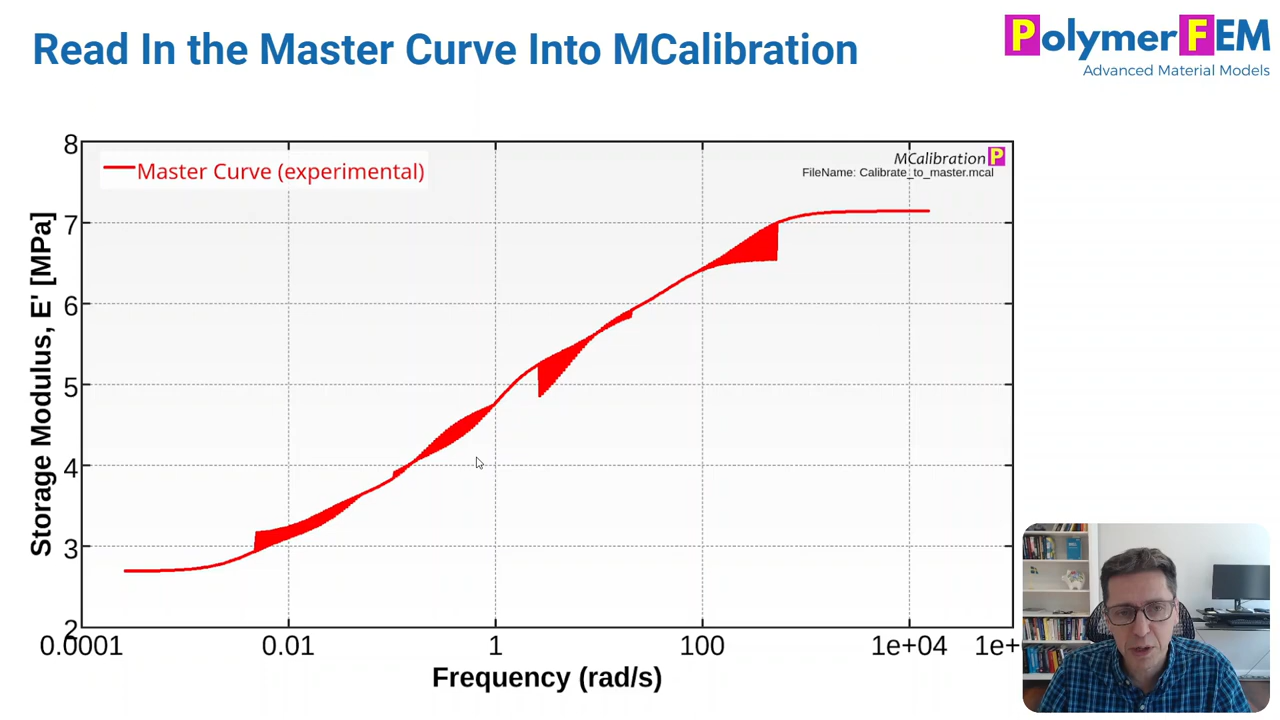 Read In the Master Curve Into MCalibration
PolymerFEM
Advanced Material Models
Master Curve (experimental)
MCalibration P
FileName: Calibrate_to_master.mcal
Storage Modulus, E' [MPa]
8
7
6
5
4
3
2
0.0001
0.01
1
100
1e+04
1e+
Frequency (rad/s)